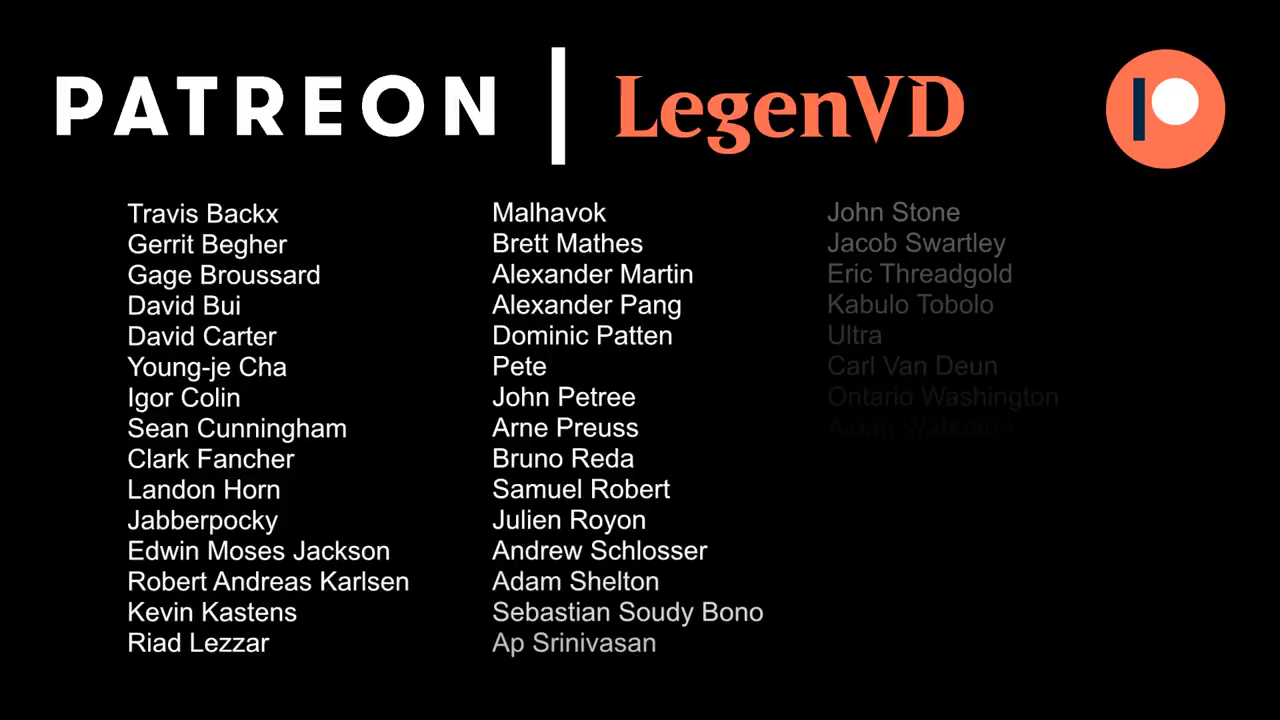 PATREON | LegenVD
Travis Backx
Gerrit Begher
Gage Broussard
David Bui
David Carter
Young-je Cha
Igor Colin
Sean Cunningham
Clark Fancher
Landon Horn
Jabberpocky
Edwin Moses Jackson
Robert Andreas Karlsen
Kevin Kastens
Riad Lezzar
Malhavok
Brett Mathes
Alexander Martin
Alexander Pang
Dominic Patten
Pete
John Petree
Arne Preuss
Bruno Reda
Samuel Robert
Julien Royon
Andrew Schlosser
Adam Shelton
Sebastian Soudy Bono
Ap Srinivasan
John Stone
Jacob Swartley
Eric Threadgold
Kabulo Tobolo
Ultra
Carl Van Deun
Ontario Washington